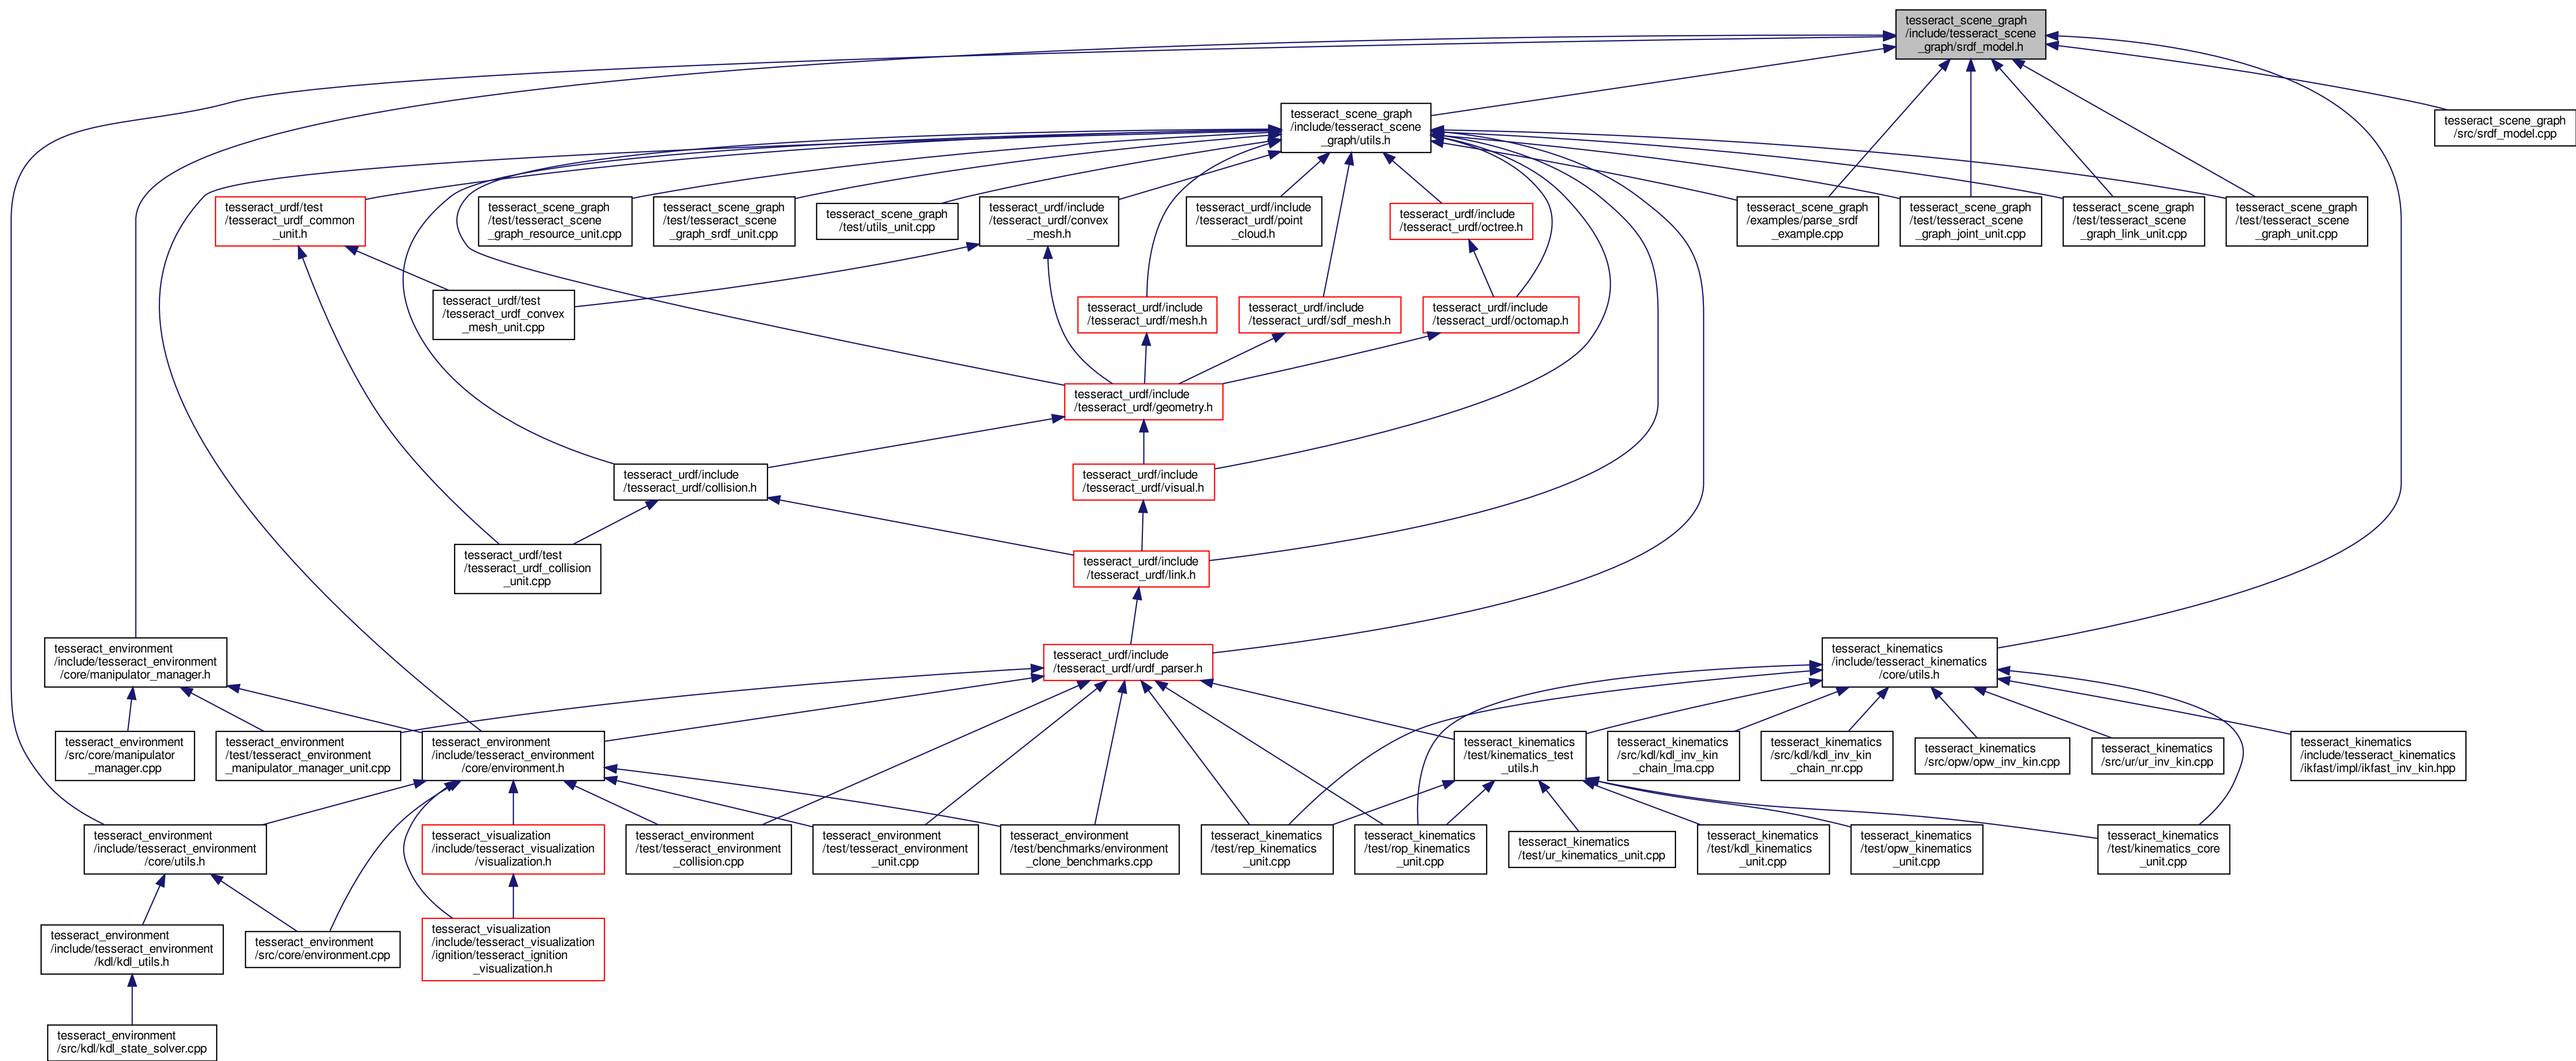 tesseract_scene_graph
/include/tesseract_scene
_graph/srdf_model.h
tesseract_scene_graph
/include/tesseract_scene
_graph/utils.h
tesseract_scene_graph
/src/srdf_model.cpp
tesseract_urdf/test
/tesseract_urdf_common
_unit.h
tesseract_scene_graph
/test/tesseract_scene
_graph_resource_unit.cpp
tesseract_scene_graph
/test/tesseract_scene
_graph_srdf_unit.cpp
tesseract_scene_graph
/test/utils_unit.cpp
tesseract_urdf/include
/tesseract_urdf/convex
_mesh.h
tesseract_urdf/include
/tesseract_urdf/point
_cloud.h
tesseract_urdf/include
/tesseract_urdf/octree.h
tesseract_scene_graph
/examples/parse_srdf
_example.cpp
tesseract_scene_graph
/test/tesseract_scene
_graph_joint_unit.cpp
tesseract_scene_graph
/test/tesseract_scene
_graph_link_unit.cpp
tesseract_scene_graph
/test/tesseract_scene
_graph_unit.cpp
tesseract_urdf/test
/tesseract_urdf_convex
_mesh_unit.cpp
tesseract_urdf/include
/tesseract_urdf/mesh.h
tesseract_urdf/include
/tesseract_urdf/sdf_mesh.h
tesseract_urdf/include
/tesseract_urdf/octomap.h
tesseract_urdf/include
/tesseract_urdf/geometry.h
tesseract_urdf/include
/tesseract_urdf/collision.h
tesseract_urdf/include
/tesseract_urdf/visual.h
tesseract_urdf/test
/tesseract_urdf_collision
_unit.cpp
tesseract_urdf/include
/tesseract_urdf/link.h
tesseract_environment
/include/tesseract_environment
/core/manipulator_manager.h
tesseract_urdf/include
/tesseract_urdf/urdf_parser.h
tesseract_kinematics
/include/tesseract_kinematics
/core/utils.h
tesseract_environment
/src/core/manipulator
_manager.cpp
tesseract_environment
/test/tesseract_environment
_manipulator_manager_unit.cpp
tesseract_environment
/include/tesseract_environment
/core/environment.h
tesseract_kinematics
/test/kinematics_test
_utils.h
tesseract_kinematics
/src/kdl/kdl_inv_kin
_chain_lma.cpp
tesseract_kinematics
/src/kdl/kdl_inv_kin
_chain_nr.cpp
tesseract_kinematics
/src/opw/opw_inv_kin.cpp
tesseract_kinematics
/src/ur/ur_inv_kin.cpp
tesseract_kinematics
/include/tesseract_kinematics
/ikfast/impl/ikfast_inv_kin.hpp
tesseract_environment
/include/tesseract_environment
/core/utils.h
tesseract_visualization
/include/tesseract_visualization
/visualization.h
tesseract_environment
/test/tesseract_environment
_collision.cpp
tesseract_environment
/test/tesseract_environment
_unit.cpp
tesseract_environment
/test/benchmarks/environment
_clone_benchmarks.cpp
tesseract_kinematics
/test/rep_kinematics
_unit.cpp
tesseract_kinematics
/test/rop_kinematics
_unit.cpp
tesseract_kinematics
/test/ur_kinematics_unit.cpp
tesseract_kinematics
/test/kdl_kinematics
_unit.cpp
tesseract_kinematics
/test/opw_kinematics
_unit.cpp
tesseract_kinematics
/test/kinematics_core
_unit.cpp
tesseract_environment
/include/tesseract_environment
/kdl/kdl_utils.h
tesseract_environment
/src/core/environment.cpp
tesseract_visualization
/include/tesseract_visualization
/ignition/tesseract_ignition
_visualization.h
tesseract_environment
/src/kdl/kdl_state_solver.cpp